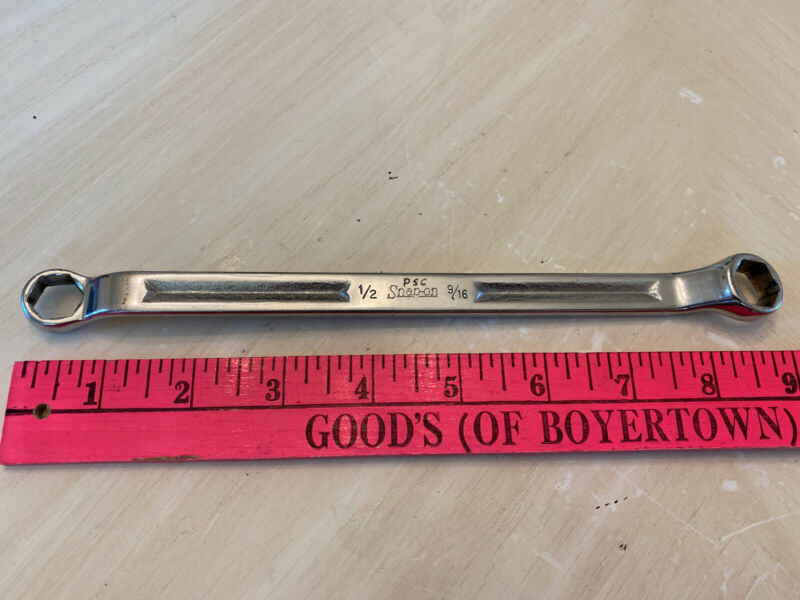 PSC
1/2 Snap-on 9/16
1 2 3 4 5 6 7 8 9
GOOD'S (OF BOYERTOWN)